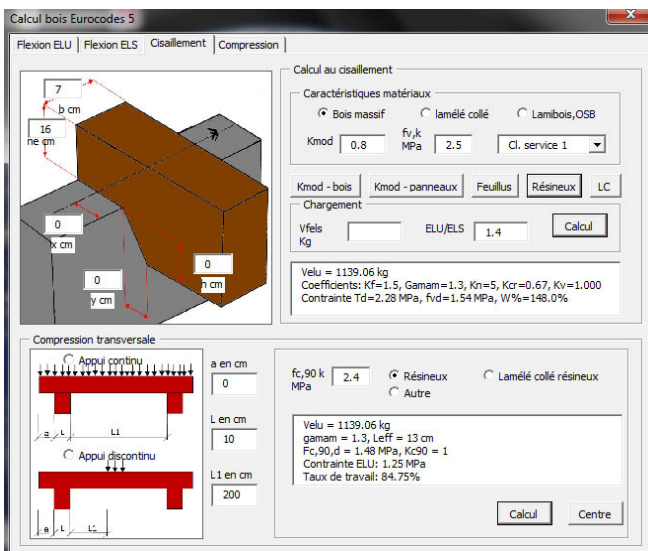 Calcul bois Eurocodes 5
Flexion ELU | Flexion ELS | Cisaillement | Compression
7
b cm
16
ne cm
0
x cm
0
y cm
0
h cm
Calcul au cisaillement
Caractéristiques matériaux
Bois massif lamélé collé Lamibois,OSB
Kmod 0.8 fv,k MPa 2.5 Cl. service 1
Kmod - bois Kmod - panneaux Feuillus Résineux LC
Chargement
Vfels Kg ELU/ELS 1.4 Calcul
Velu = 1139.06 kg
Coefficients: Kf=1.5, Gamam=1.3, Kn=5, Kcr=0.67, Kv=1.000
Contrainte Td=2.28 MPa, fvd=1.54 MPa, W%=148.0%
Compression transversale
Appui continu
a L L1
Appui discontinu
a L L1
a en cm
0
L en cm
10
L1 en cm
200
fc,90 k MPa 2.4 Résineux Lamélé collé résineux
Autre
Velu = 1139.06 kg
gamam = 1.3, Leff = 13 cm
Fc,90,d = 1.48 MPa, Kc90 = 1
Contrainte ELU: 1.25 MPa
Taux de travail: 84.75%
Calcul Centre